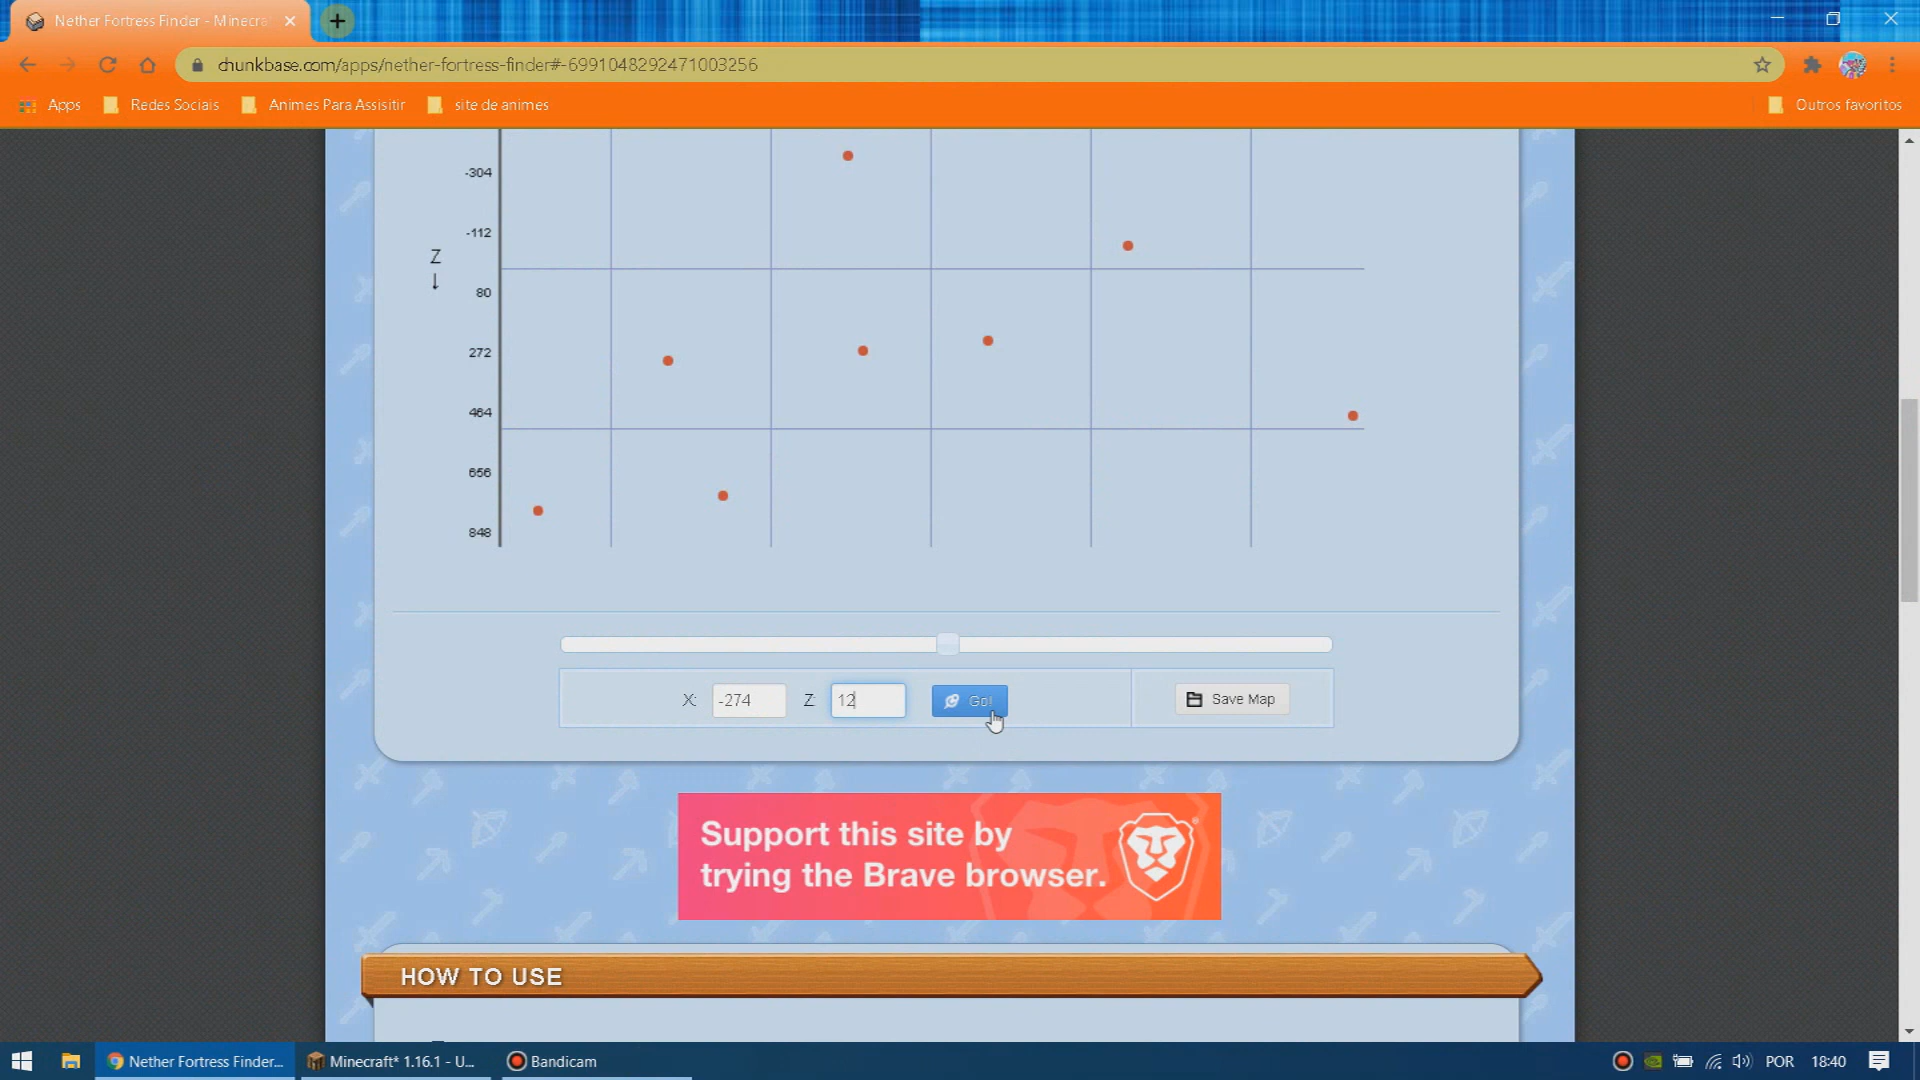 Nether Fortress Finder - Minecra
chunkbase.com/apps/nether-fortress-finder#-6991048292471003256
Apps Redes Sociais Animes Para Assisitir site de animes Outros favoritos
-304
-112
Z
↓
80
272
464
656
848
X: -274 Z: 12 Go! Save Map
Support this site by
trying the Brave browser.
HOW TO USE
Nether Fortress Finder... Minecraft* 1.16.1 - U... Bandicam POR 18:40